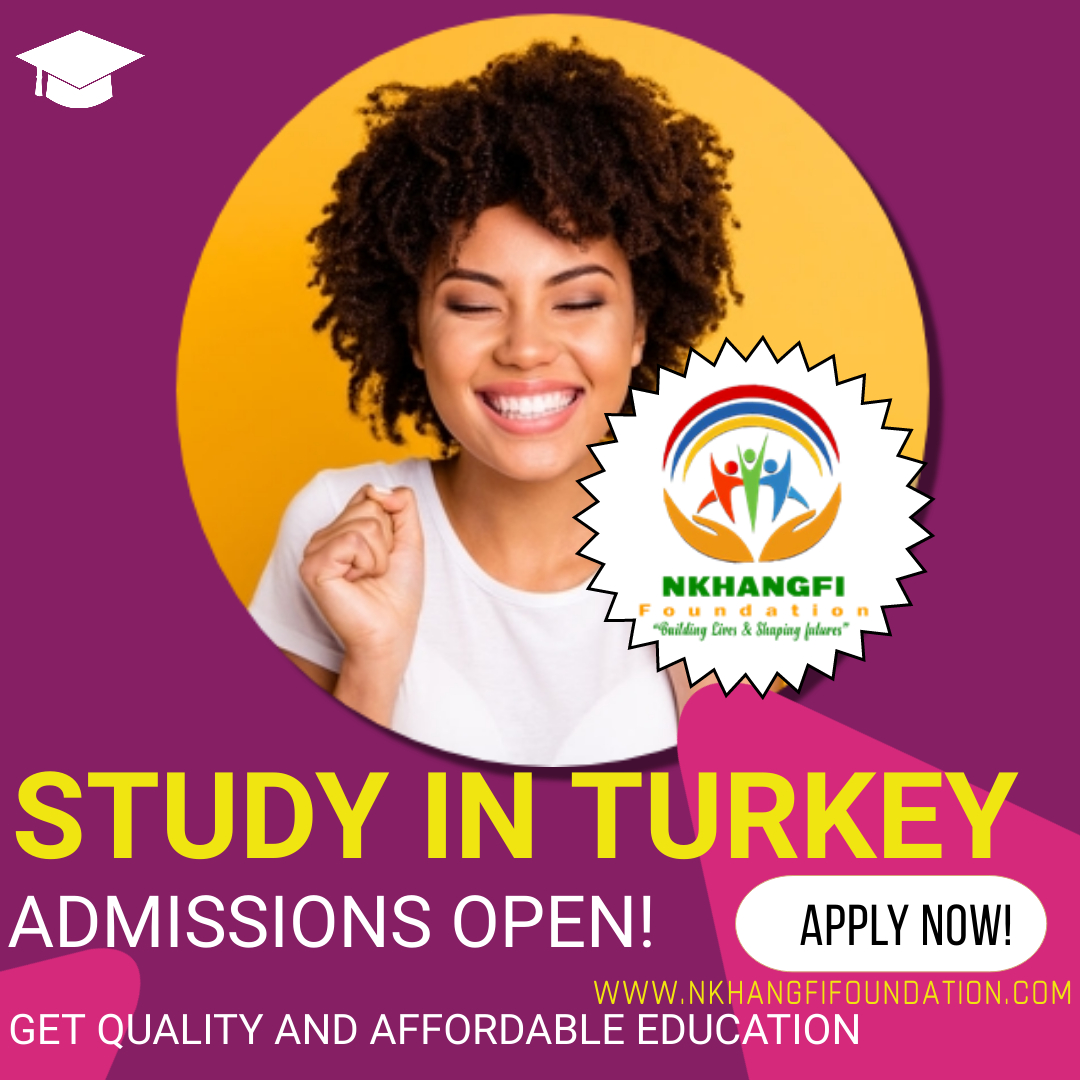 NKHANGFI
Foundation
"Building Lives & Shaping futures"
STUDY IN TURKEY
ADMISSIONS OPEN!
APPLY NOW!
WWW.NKHANGFIFOUNDATION.COM
GET QUALITY AND AFFORDABLE EDUCATION